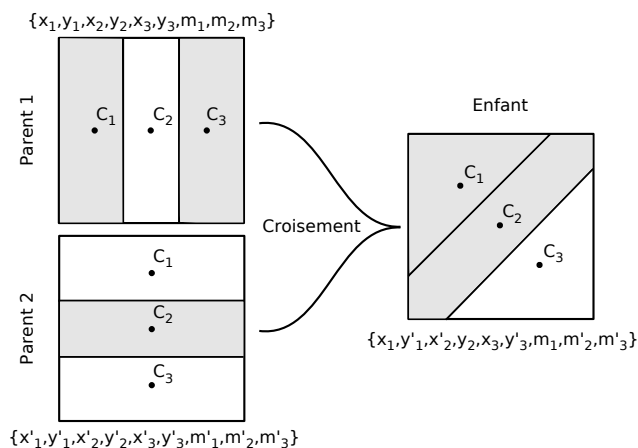 {x₁,y₁,x₂,y₂,x₃,y₃,m₁,m₂,m₃}
Parent 1
C₁
C₂
C₃
Enfant
Croisement
C₁
C₂
C₃
Parent 2
C₁
C₂
C₃
{x₁,y'₁,x'₂,y₂,x₃,y'₃,m₁,m'₂,m'₃}
{x'₁,y'₁,x'₂,y'₂,x'₃,y'₃,m'₁,m'₂,m'₃}